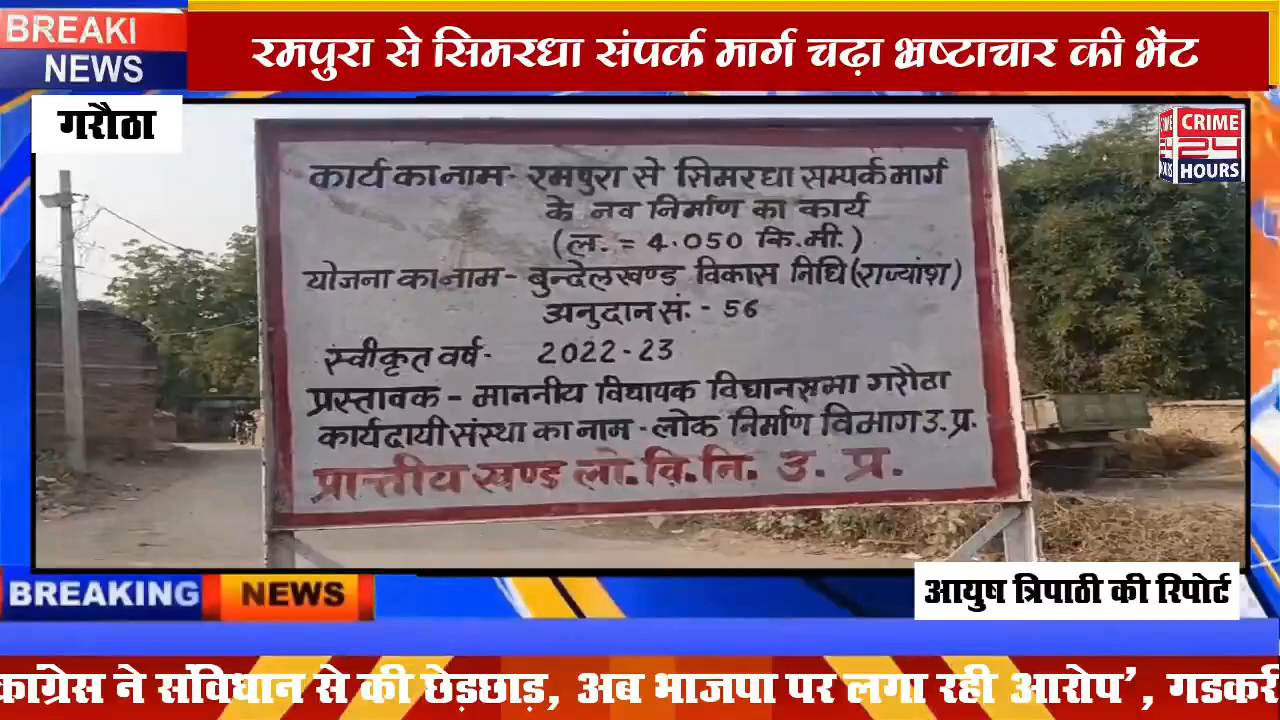 BREAKI
NEWS
रमपुरा से सिमरधा संपर्क मार्ग चढ़ा भ्रष्टाचार की भेंट
गरौठा
CRIME
24
HOURS
कार्य का नाम - रमपुरा से सिमरधा सम्पर्क मार्ग
के नव निर्माण का कार्य
(ल. = 4.050 कि.मी.)
योजना का नाम - बुन्देलखण्ड विकास निधि (राज्यांश)
अनुदान सं. - 56
स्वीकृत वर्ष - 2022-23
प्रस्तावक - माननीय विधायक विधानसभा गरौठा
कार्यदायी संस्था का नाम - लोक निर्माण विभाग उ.प्र.
प्रान्तीय खण्ड लो.वि.नि. उ. प्र.
BREAKING NEWS
आयुष त्रिपाठी की रिपोर्ट
कांग्रेस ने संविधान से की छेड़छाड़, अब भाजपा पर लगा रही आरोप’, गडकरी